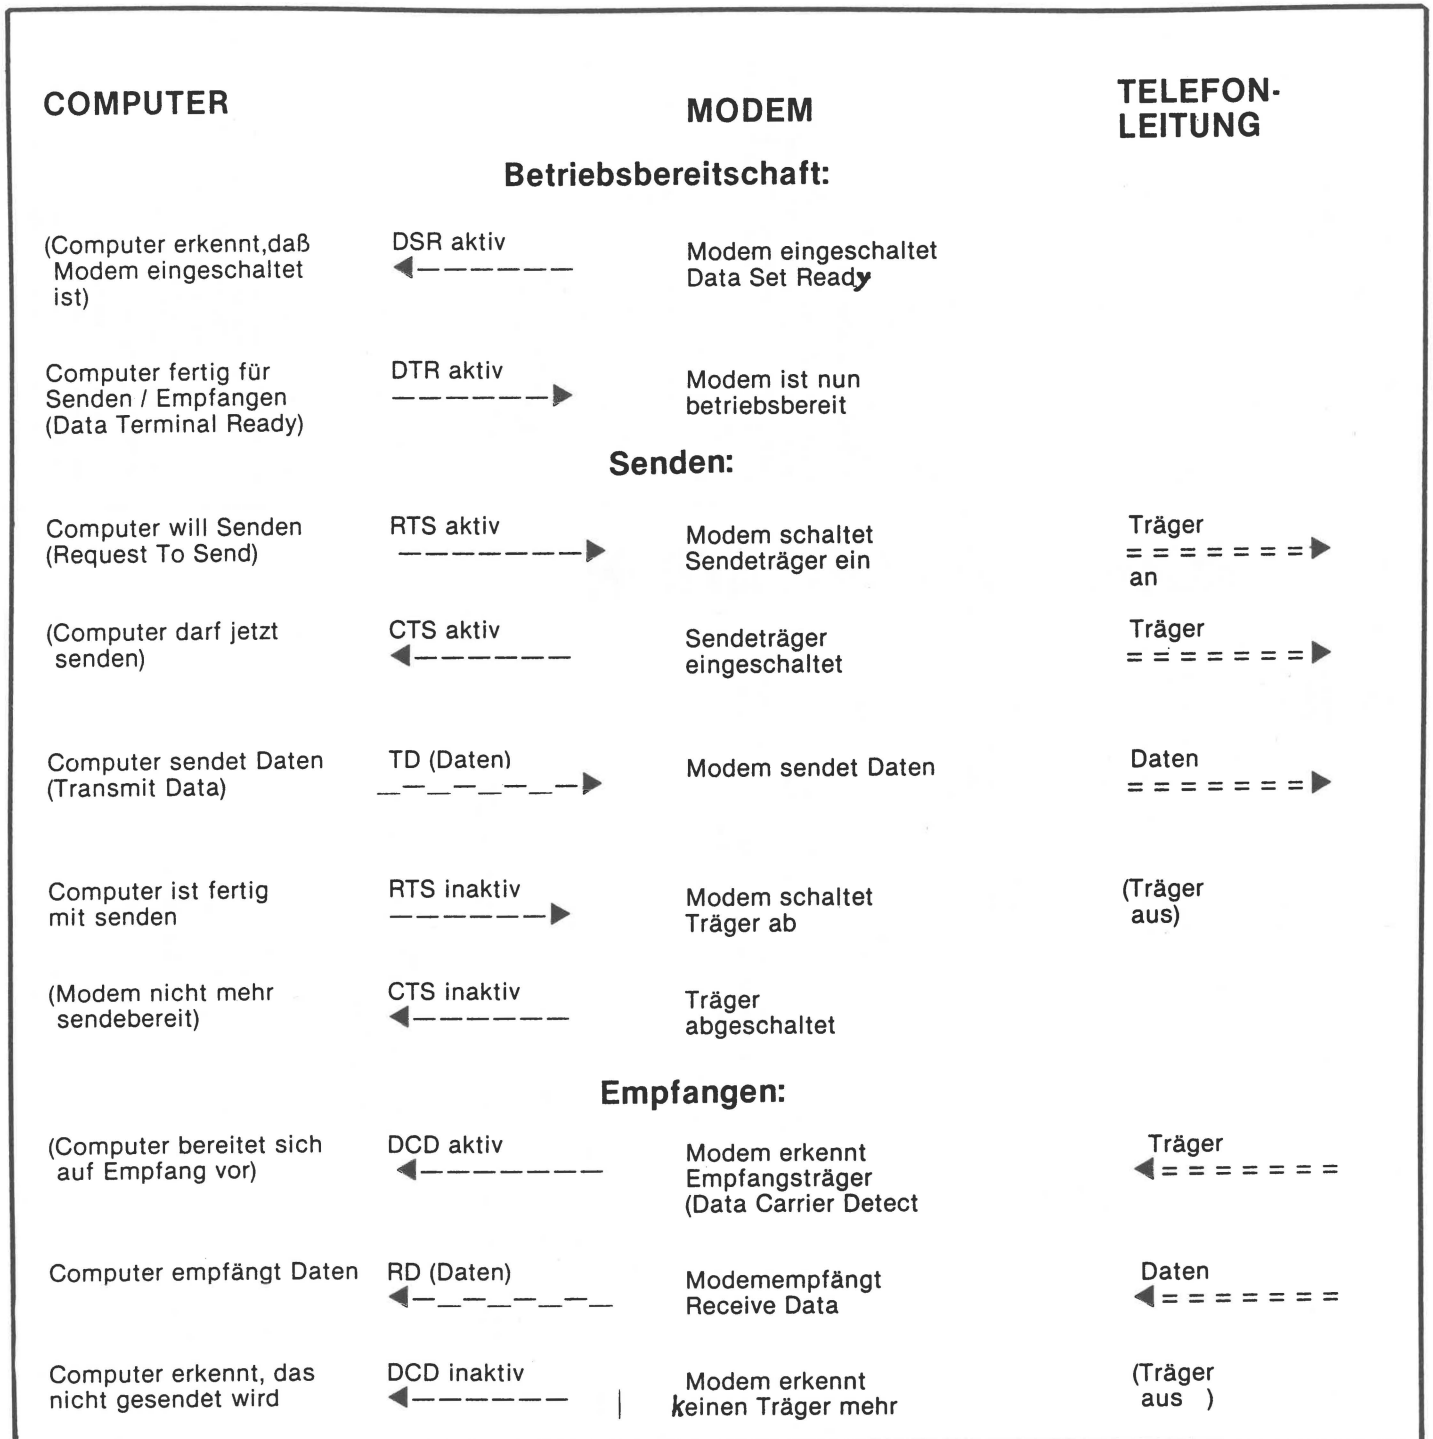 COMPUTER
MODEM
TELEFON-
LEITUNG
Betriebsbereitschaft:
(Computer erkennt,daß
Modem eingeschaltet
ist)
DSR aktiv
Modem eingeschaltet
Data Set Ready
Computer fertig für
Senden / Empfangen
(Data Terminal Ready)
DTR aktiv
Modem ist nun
betriebsbereit
Senden:
Computer will Senden
(Request To Send)
RTS aktiv
Modem schaltet
Sendeträger ein
Träger
an
(Computer darf jetzt
senden)
CTS aktiv
Sendeträger
eingeschaltet
Träger
Computer sendet Daten
(Transmit Data)
TD (Daten)
Modem sendet Daten
Daten
Computer ist fertig
mit senden
RTS inaktiv
Modem schaltet
Träger ab
(Träger
aus)
(Modem nicht mehr
sendebereit)
CTS inaktiv
Träger
abgeschaltet
Empfangen:
(Computer bereitet sich
auf Empfang vor)
DCD aktiv
Modem erkennt
Empfangsträger
(Data Carrier Detect
Träger
Computer empfängt Daten
RD (Daten)
Modemempfängt
Receive Data
Daten
Computer erkennt, das
nicht gesendet wird
DCD inaktiv
Modem erkennt
keinen Träger mehr
(Träger
aus )